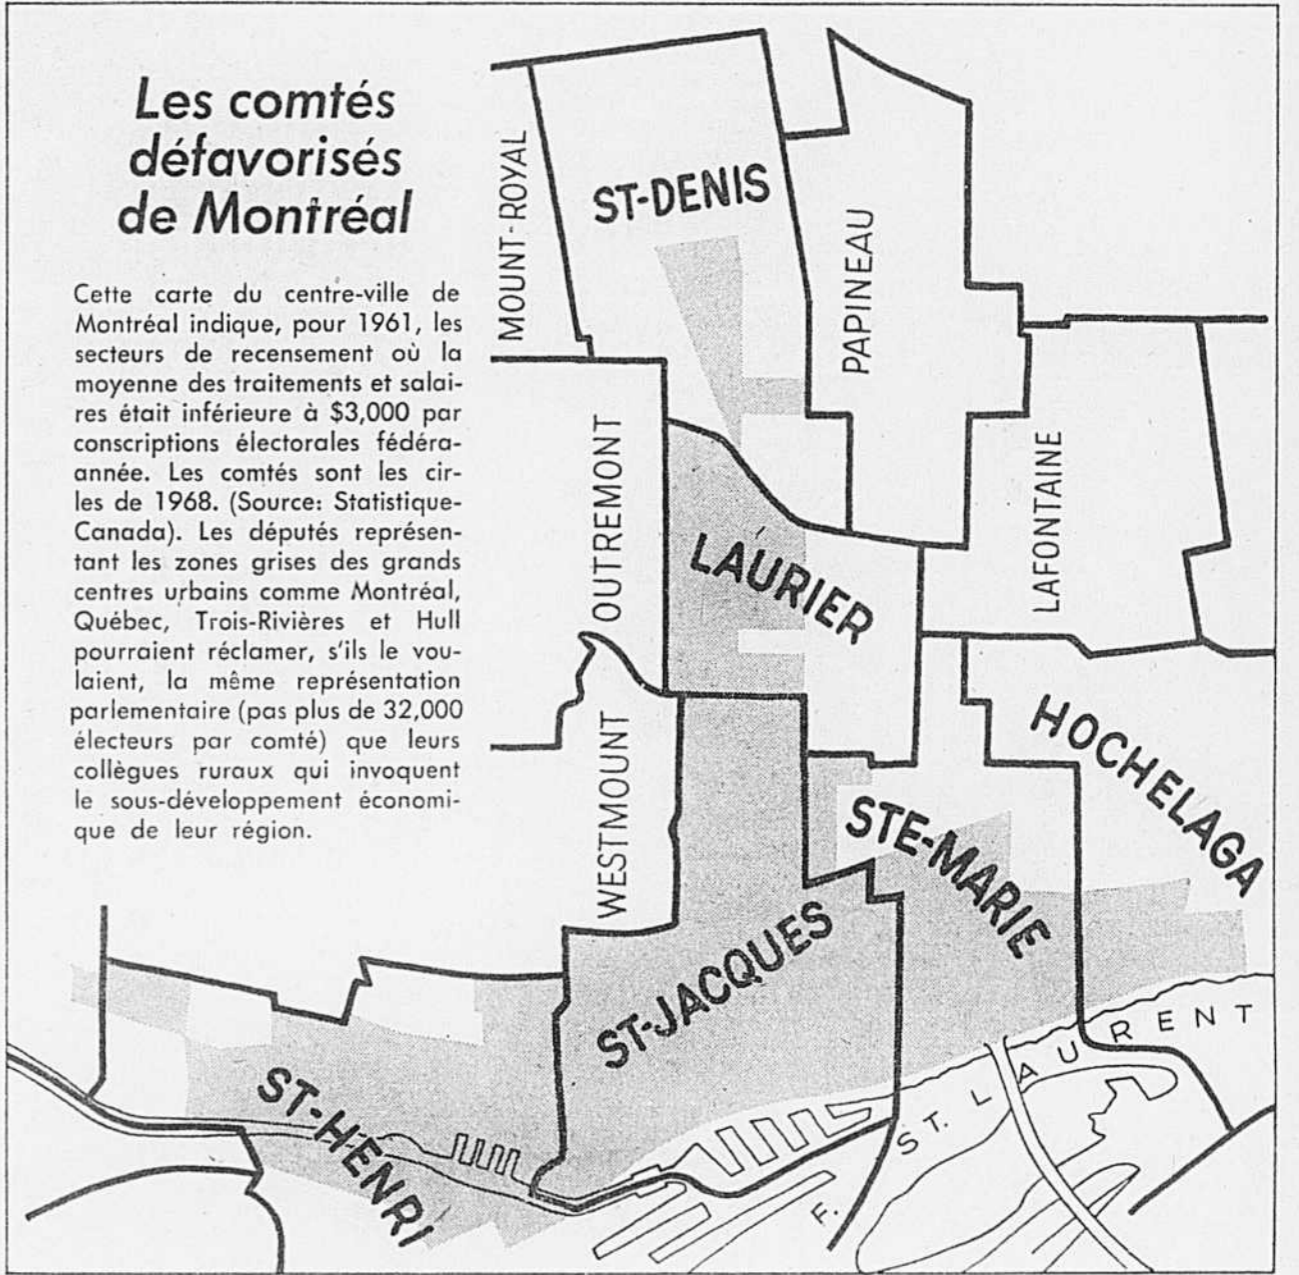 Les comtés
défavorisés
de Montréal
Cette carte du centre-ville de
Montréal indique, pour 1961, les
secteurs de recensement où la
moyenne des traitements et salai-
res était inférieure à $3,000 par
conscriptions électorales fédéra-
année. Les comtés sont les cir-
les de 1968. (Source: Statistique-
Canada). Les députés représen-
tant les zones grises des grands
centres urbains comme Montréal,
Québec, Trois-Rivières et Hull
pourraient réclamer, s'ils le vou-
laient, la même représentation
parlementaire (pas plus de 32,000
électeurs par comté) que leurs
collègues ruraux qui invoquent
le sous-développement économi-
que de leur région.
MOUNT-ROYAL
ST-DENIS
PAPINEAU
OUTREMONT
LAURIER
LAFONTAINE
WESTMOUNT
HOCHELAGA
STE-MARIE
ST-JACQUES
ST-HENRI
F. ST. LAURENT